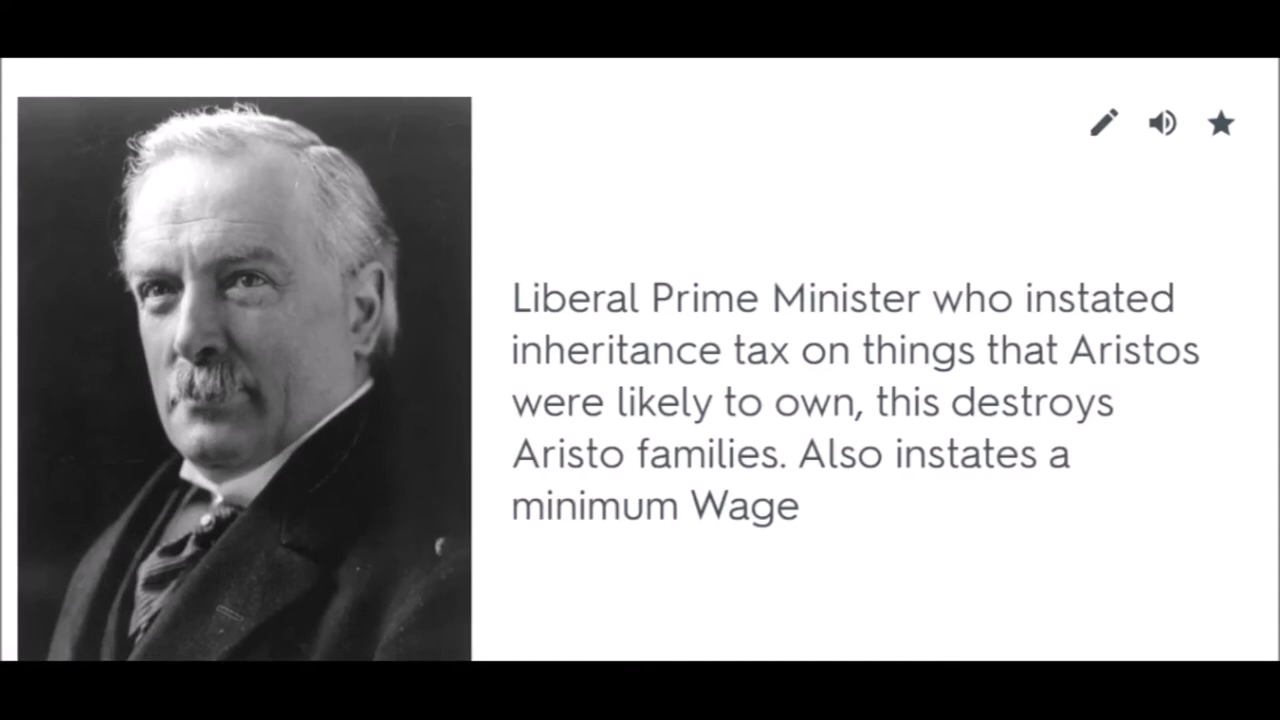 Liberal Prime Minister who instated
inheritance tax on things that Aristos
were likely to own, this destroys
Aristo families. Also instates a
minimum Wage